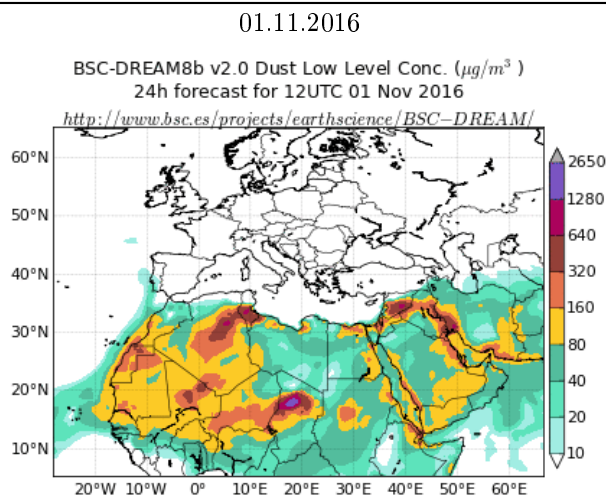 01.11.2016
BSC-DREAM8b v2.0 Dust Low Level Conc. (μg/m³ )
24h forecast for 12UTC 01 Nov 2016
http://www.bsc.es/projects/earthscience/BSC−DREAM/
60°N
50°N
40°N
30°N
20°N
10°N
20°W 10°W 0° 10°E 20°E 30°E 40°E 50°E 60°E
2650
1280
640
320
160
80
40
20
10